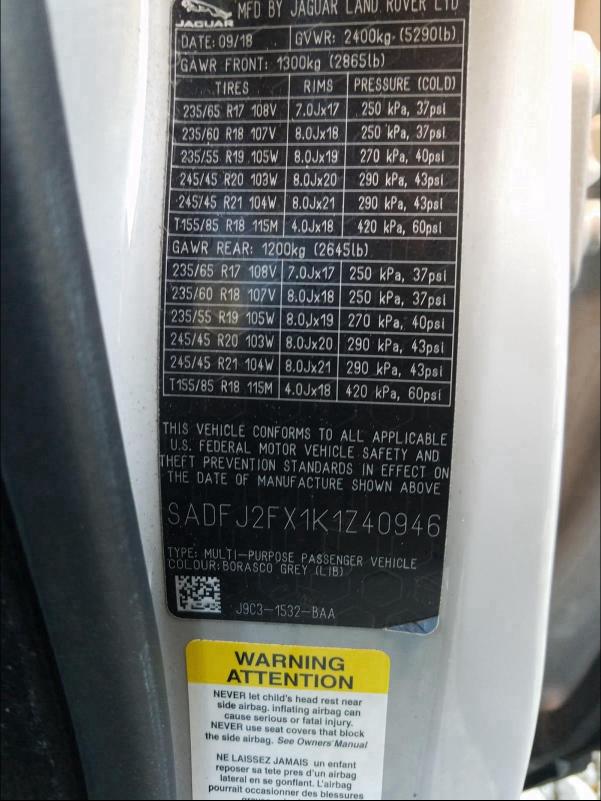 JAGUAR
MFD BY JAGUAR LAND ROVER LTD
DATE: 09/18 GVWR: 2400kg (5290lb)
GAWR FRONT: 1300kg (2865lb)
TIRES RIMS PRESSURE (COLD)
235/65 R17 108V 7.0Jx17 250 kPa, 37psi
235/60 R18 107V 8.0Jx18 250 kPa, 37psi
235/55 R19 105W 8.0Jx19 270 kPa, 40psi
245/45 R20 103W 8.0Jx20 290 kPa, 43psi
245/45 R21 104W 8.0Jx21 290 kPa, 43psi
T155/85 R18 115M 4.0Jx18 420 kPa, 60psi
GAWR REAR: 1200kg (2645lb)
235/65 R17 108V 7.0Jx17 250 kPa, 37psi
235/60 R18 107V 8.0Jx18 250 kPa, 37psi
235/55 R19 105W 8.0Jx19 270 kPa, 40psi
245/45 R20 103W 8.0Jx20 290 kPa, 43psi
245/45 R21 104W 8.0Jx21 290 kPa, 43psi
T155/85 R18 115M 4.0Jx18 420 kPa, 60psi
THIS VEHICLE CONFORMS TO ALL APPLICABLE
U.S. FEDERAL MOTOR VEHICLE SAFETY AND
THEFT PREVENTION STANDARDS IN EFFECT ON
THE DATE OF MANUFACTURE SHOWN ABOVE
SADFJ2FX1K1Z40946
TYPE: MULTI-PURPOSE PASSENGER VEHICLE
COLOUR:BORASCO GREY (LIB)
J9C3-1532-BAA
WARNING
ATTENTION
NEVER let child's head rest near
side airbag. inflating airbag can
cause serious or fatal injury.
NEVER use seat covers that block
the side airbag. See Owners' Manual
NE LAISSEZ JAMAIS un enfant
reposer sa tete pres d'un airbag
lateral en se gonflant. L'airbag
pourrait occasionner des blessures